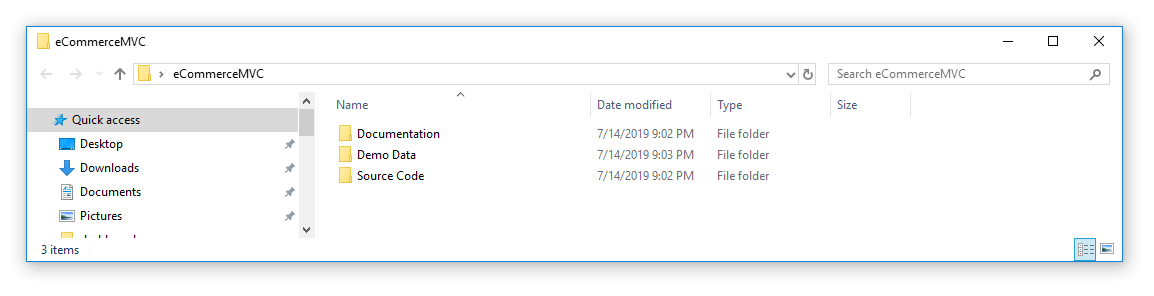 eCommerceMVC
eCommerceMVC
Search eCommerceMVC
Name Date modified Type Size
Quick access
Desktop
Downloads
Documents
Pictures
Documentation 7/14/2019 9:02 PM File folder
Demo Data 7/14/2019 9:03 PM File folder
Source Code 7/14/2019 9:02 PM File folder
3 items